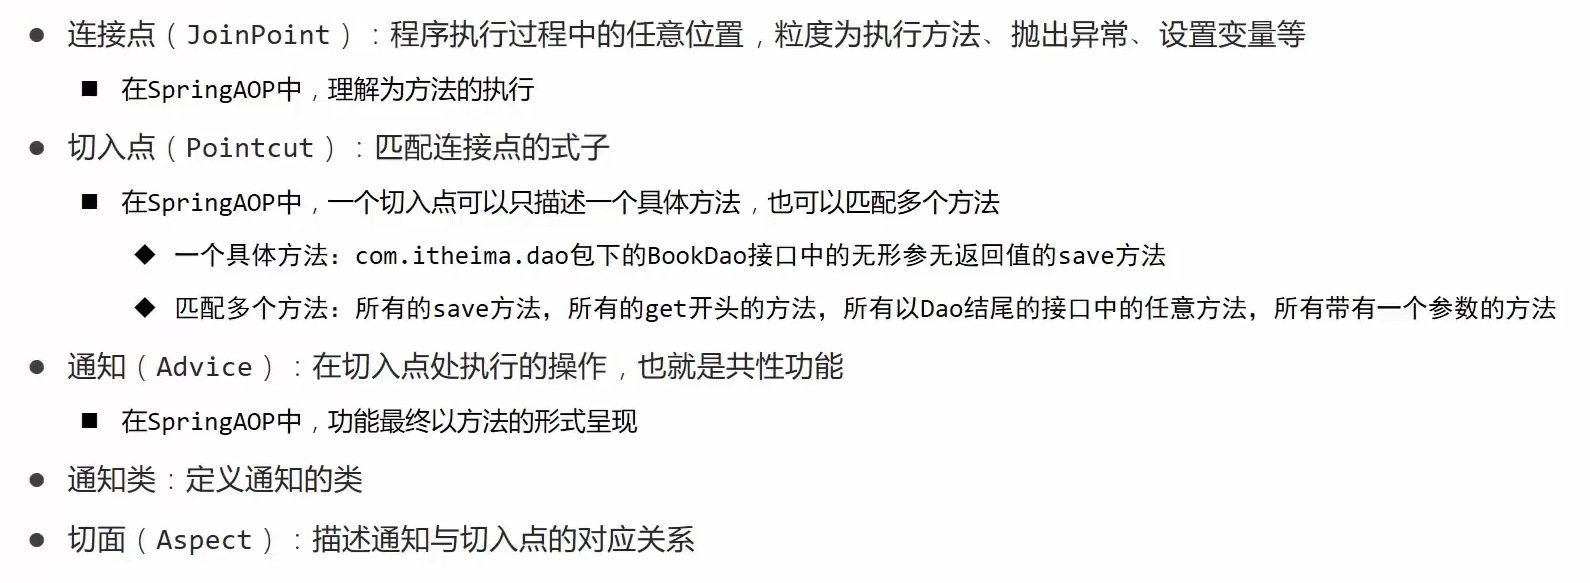 连接点（JoinPoint）：程序执行过程中的任意位置，粒度为执行方法、抛出异常、设置变量等
在SpringAOP中，理解为方法的执行
切入点（Pointcut）：匹配连接点的式子
在SpringAOP中，一个切入点可以只描述一个具体方法，也可以匹配多个方法
一个具体方法：com.itheima.dao包下的BookDao接口中的无形参无返回值的save方法
匹配多个方法：所有的save方法，所有的get开头的方法，所有以Dao结尾的接口中的任意方法，所有带有一个参数的方法
通知（Advice）：在切入点处执行的操作，也就是共性功能
在SpringAOP中，功能最终以方法的形式呈现
通知类：定义通知的类
切面（Aspect）：描述通知与切入点的对应关系